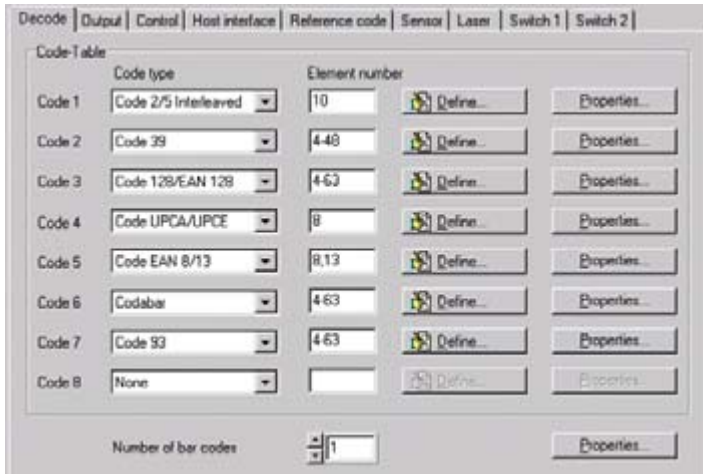 Decode Output Control Host interface Reference code Sensor Laser Switch 1 Switch 2
Code-Table
Code type Element number
Code 1 Code 2/5 Interleaved 10 Define... Properties...
Code 2 Code 39 4-48 Define... Properties...
Code 3 Code 128/EAN 128 4-63 Define... Properties...
Code 4 Code UPCA/UPCE 8 Define... Properties...
Code 5 Code EAN 8/13 8,13 Define... Properties...
Code 6 Codabar 4-63 Define... Properties...
Code 7 Code 93 4-63 Define... Properties...
Code 8 None Define... Properties...
Number of bar codes 1 Properties...